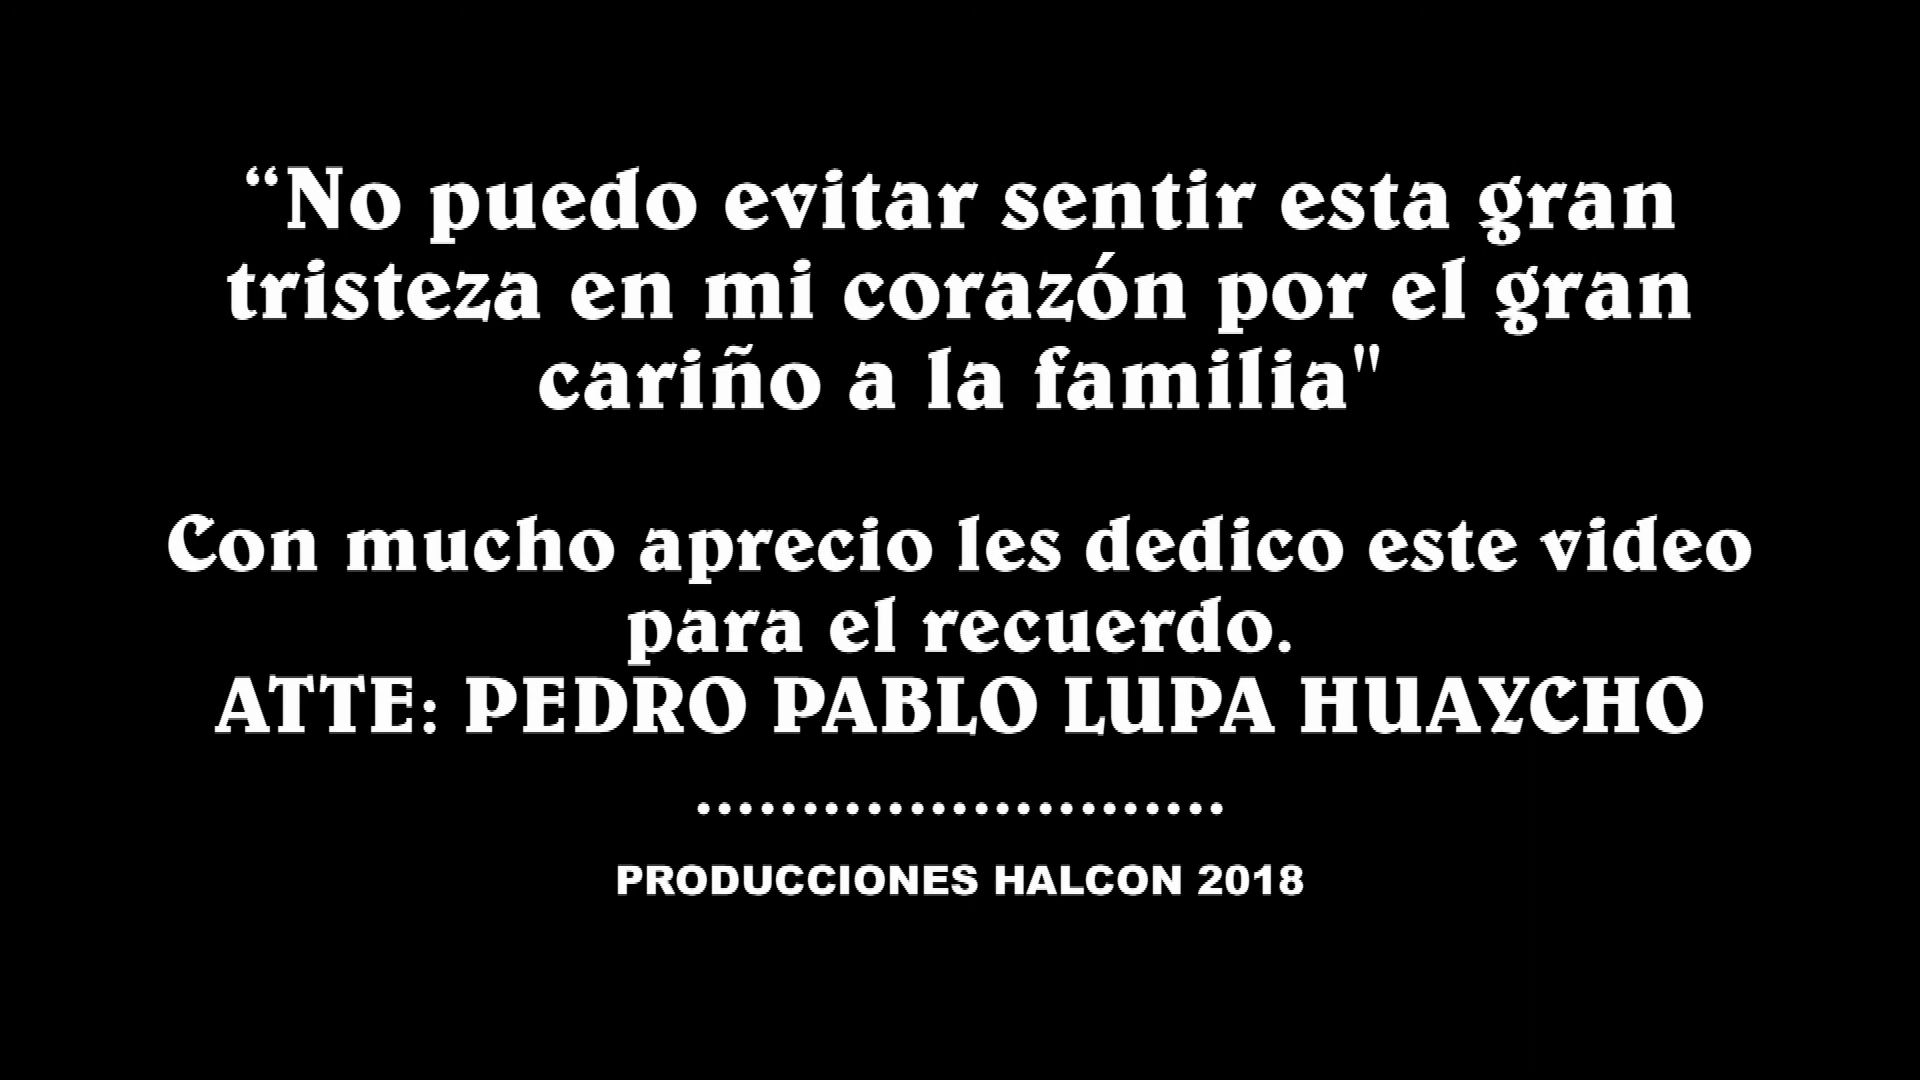 “No puedo evitar sentir esta gran
tristeza en mi corazón por el gran
cariño a la familia"
Con mucho aprecio les dedico este video
para el recuerdo.
ATTE: PEDRO PABLO LUPA HUAYCHO
.........................
PRODUCCIONES HALCON 2018